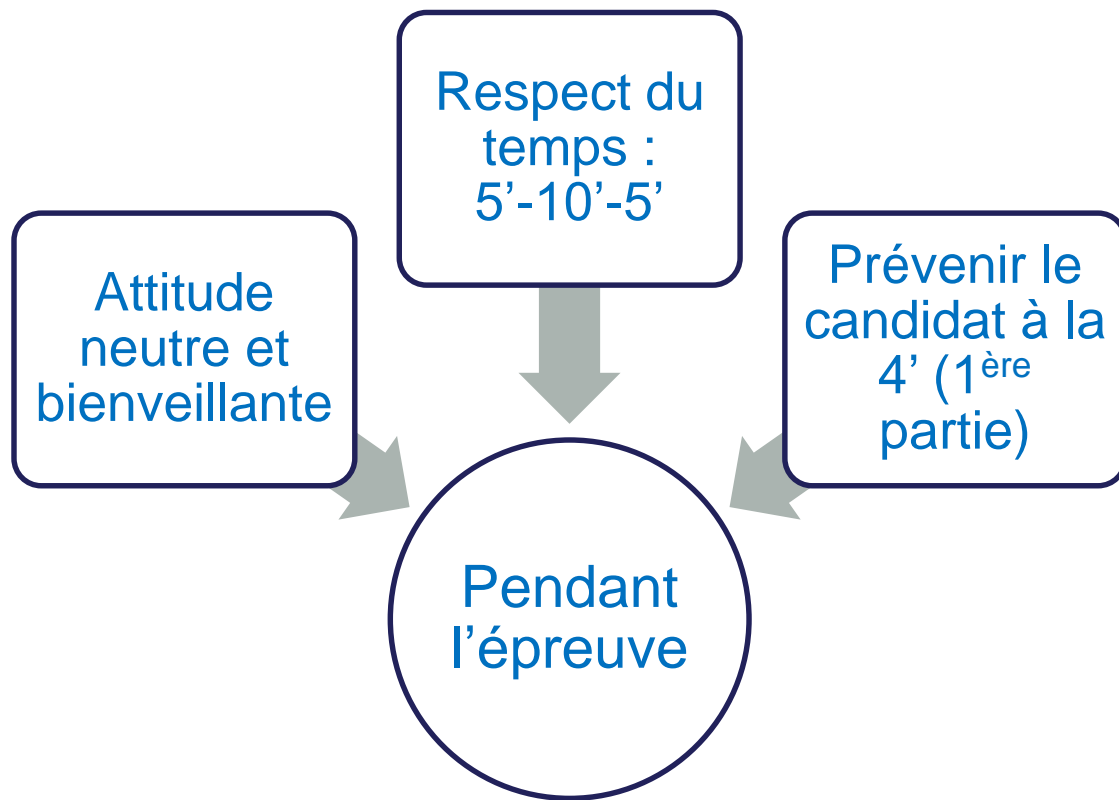 Respect du
temps :
5’-10’-5’
Attitude
neutre et
bienveillante
Prévenir le
candidat à la
4’ (1ère
partie)
Pendant
l’épreuve